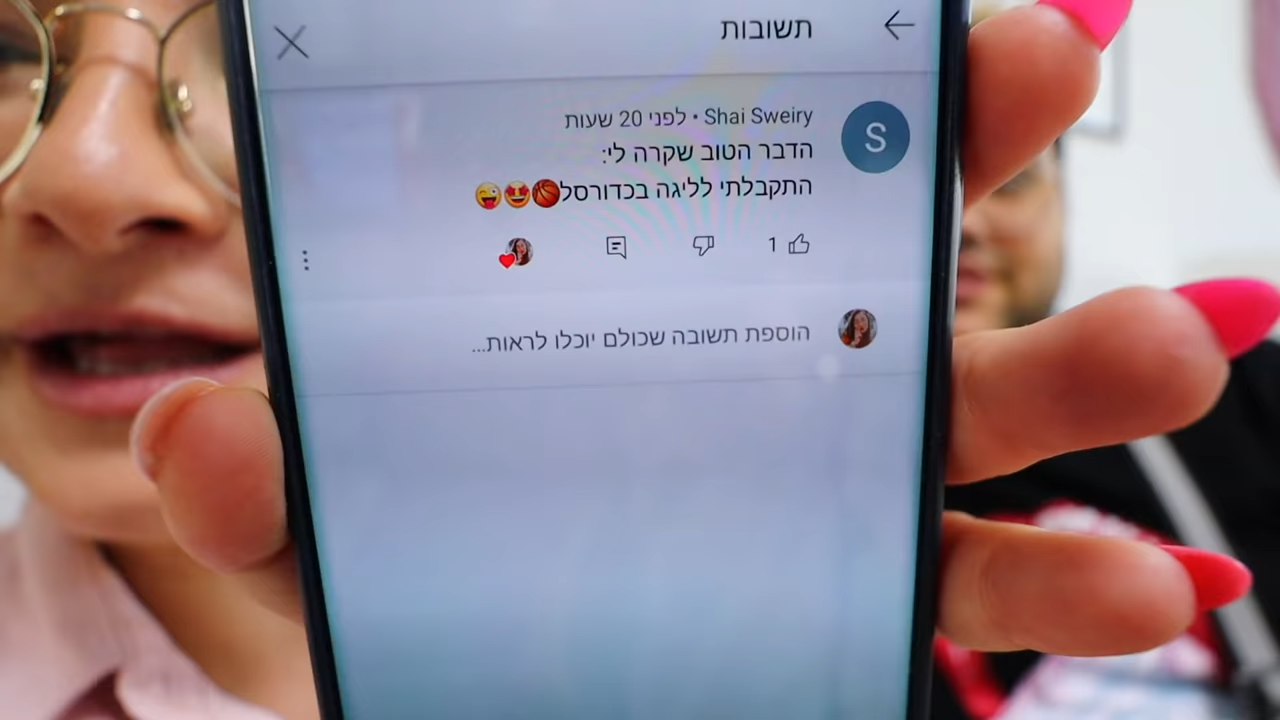 תשובות
Shai Sweiry • לפני 20 שעות
S
הדבר הטוב שקרה לי:
התקבלתי לליגה בכדורסל🏀🤩😜
1
הוספת תשובה שכולם יוכלו לראות...